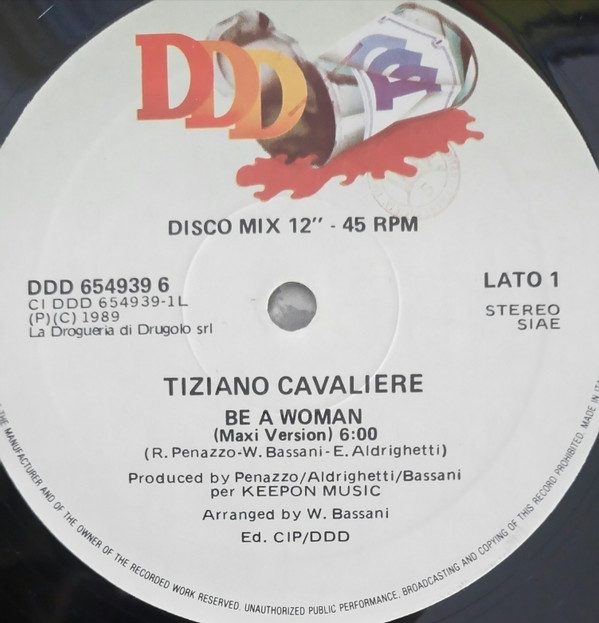 DDD
DISCO MIX 12" - 45 RPM
DDD 654939 6
LATO 1
CI DDD 654939-1L
(P)(C) 1989
La Drogueria di Drugolo srl
STEREO
SIAE
TIZIANO CAVALIERE
BE A WOMAN
(Maxi Version) 6:00
(R. Penazzo-W. Bassani-E. Aldrighetti)
Produced by Penazzo/Aldrighetti/Bassani
per KEEPON MUSIC
Arranged by W. Bassani
Ed. CIP/DDD
THE MANUFACTURER AND OF THE OWNER OF THE RECORDED WORK RESERVED. UNAUTHORIZED PUBLIC PERFORMANCE, BROADCASTING AND COPYING OF THIS RECORD PROHIBITED. MADE IN